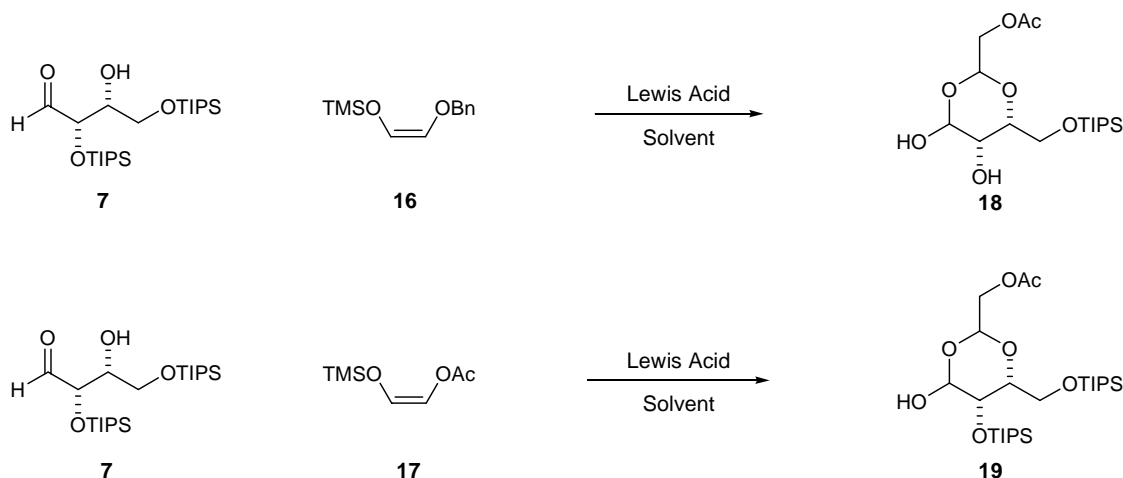 O OH
H OTIPS
OTIPS
7
TMSO OBn
16
Lewis Acid
Solvent
OAc
O O
HO OTIPS
OH
18
O OH
H OTIPS
OTIPS
7
TMSO OAc
17
Lewis Acid
Solvent
OAc
O O
HO OTIPS
OTIPS
19